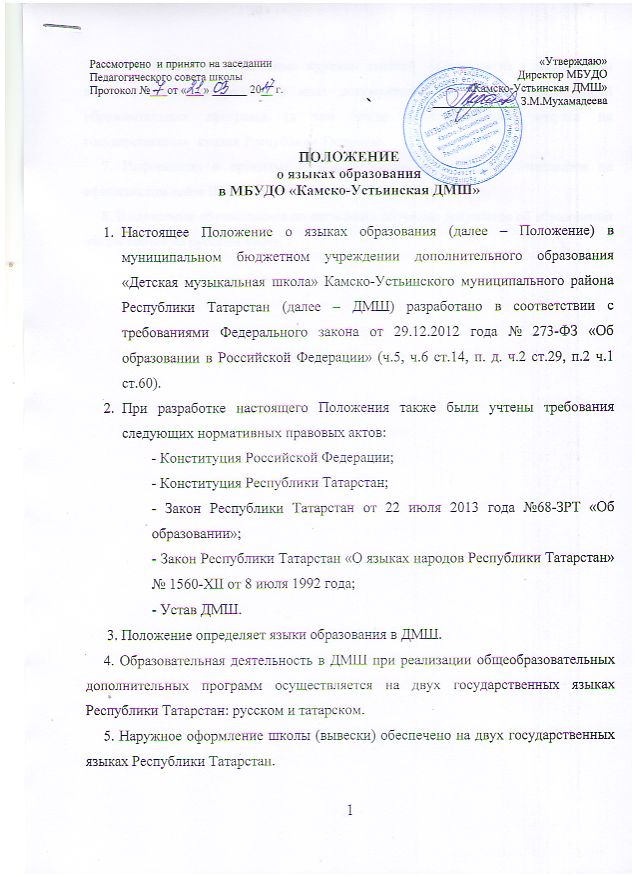 Рассмотрено и принято на заседании
Педагогического совета школы
Протокол № 7 от «21» 03 2017 г.
«Утверждаю»
Директор МБУДО
«Камско-Устьинская ДМШ»
З.М.Мухамадеева
ПОЛОЖЕНИЕ
о языках образования
в МБУДО «Камско-Устьинская ДМШ»
1. Настоящее Положение о языках образования (далее – Положение) в
муниципальном бюджетном учреждении дополнительного образования
«Детская музыкальная школа» Камско-Устьинского муниципального района
Республики Татарстан (далее – ДМШ) разработано в соответствии с
требованиями Федерального закона от 29.12.2012 года № 273-ФЗ «Об
образовании в Российской Федерации» (ч.5, ч.6 ст.14, п. д. ч.2 ст.29, п.2 ч.1
ст.60).
2. При разработке настоящего Положения также были учтены требования
следующих нормативных правовых актов:
- Конституция Российской Федерации;
- Конституция Республики Татарстан;
- Закон Республики Татарстан от 22 июля 2013 года №68-ЗРТ «Об
образовании»;
- Закон Республики Татарстан «О языках народов Республики Татарстан»
№ 1560-XII от 8 июля 1992 года;
- Устав ДМШ.
3. Положение определяет языки образования в ДМШ.
4. Образовательная деятельность в ДМШ при реализации общеобразовательных
дополнительных программ осуществляется на двух государственных языках
Республики Татарстан: русском и татарском.
5. Наружное оформление школы (вывески) обеспечено на двух государственных
языках Республики Татарстан.
1